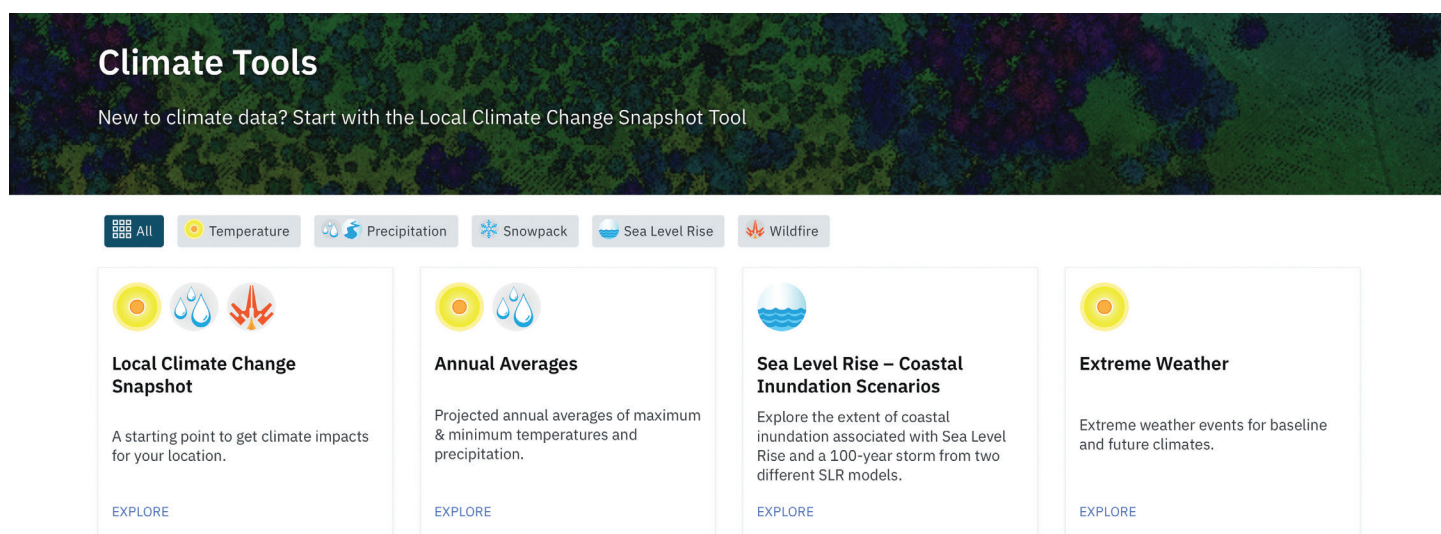 Climate Tools
New to climate data? Start with the Local Climate Change Snapshot Tool
All
Temperature
Precipitation
Snowpack
Sea Level Rise
Wildfire
Local Climate Change
Snapshot
A starting point to get climate impacts
for your location.
EXPLORE
Annual Averages
Projected annual averages of maximum
& minimum temperatures and
precipitation.
EXPLORE
Sea Level Rise – Coastal
Inundation Scenarios
Explore the extent of coastal
inundation associated with Sea Level
Rise and a 100-year storm from two
different SLR models.
EXPLORE
Extreme Weather
Extreme weather events for baseline
and future climates.
EXPLORE